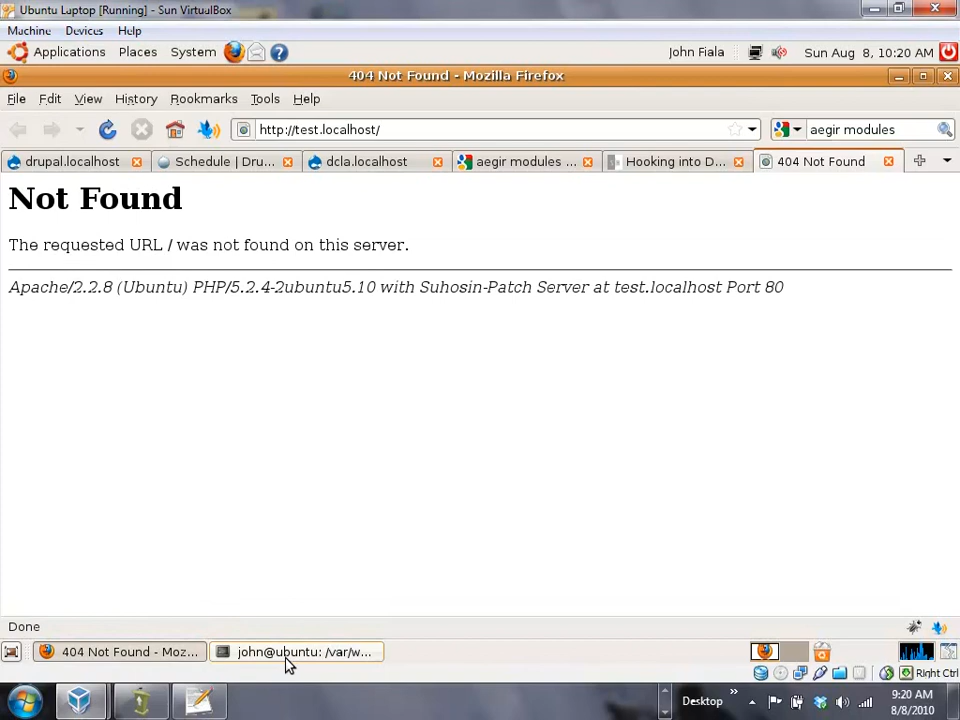 Ubuntu Laptop [Running] - Sun VirtualBox
Machine Devices Help
Applications Places System John Fiala Sun Aug 8, 10:20 AM
404 Not Found - Mozilla Firefox
File Edit View History Bookmarks Tools Help
http://test.localhost/ aegir modules
drupal.localhost Schedule | Dru... dcla.localhost aegir modules ... Hooking into D... 404 Not Found
Not Found
The requested URL / was not found on this server.
Apache/2.2.8 (Ubuntu) PHP/5.2.4-2ubuntu5.10 with Suhosin-Patch Server at test.localhost Port 80
Done
404 Not Found - Moz... john@ubuntu: /var/w...
Right Ctrl
Desktop » 9:20 AM
8/8/2010